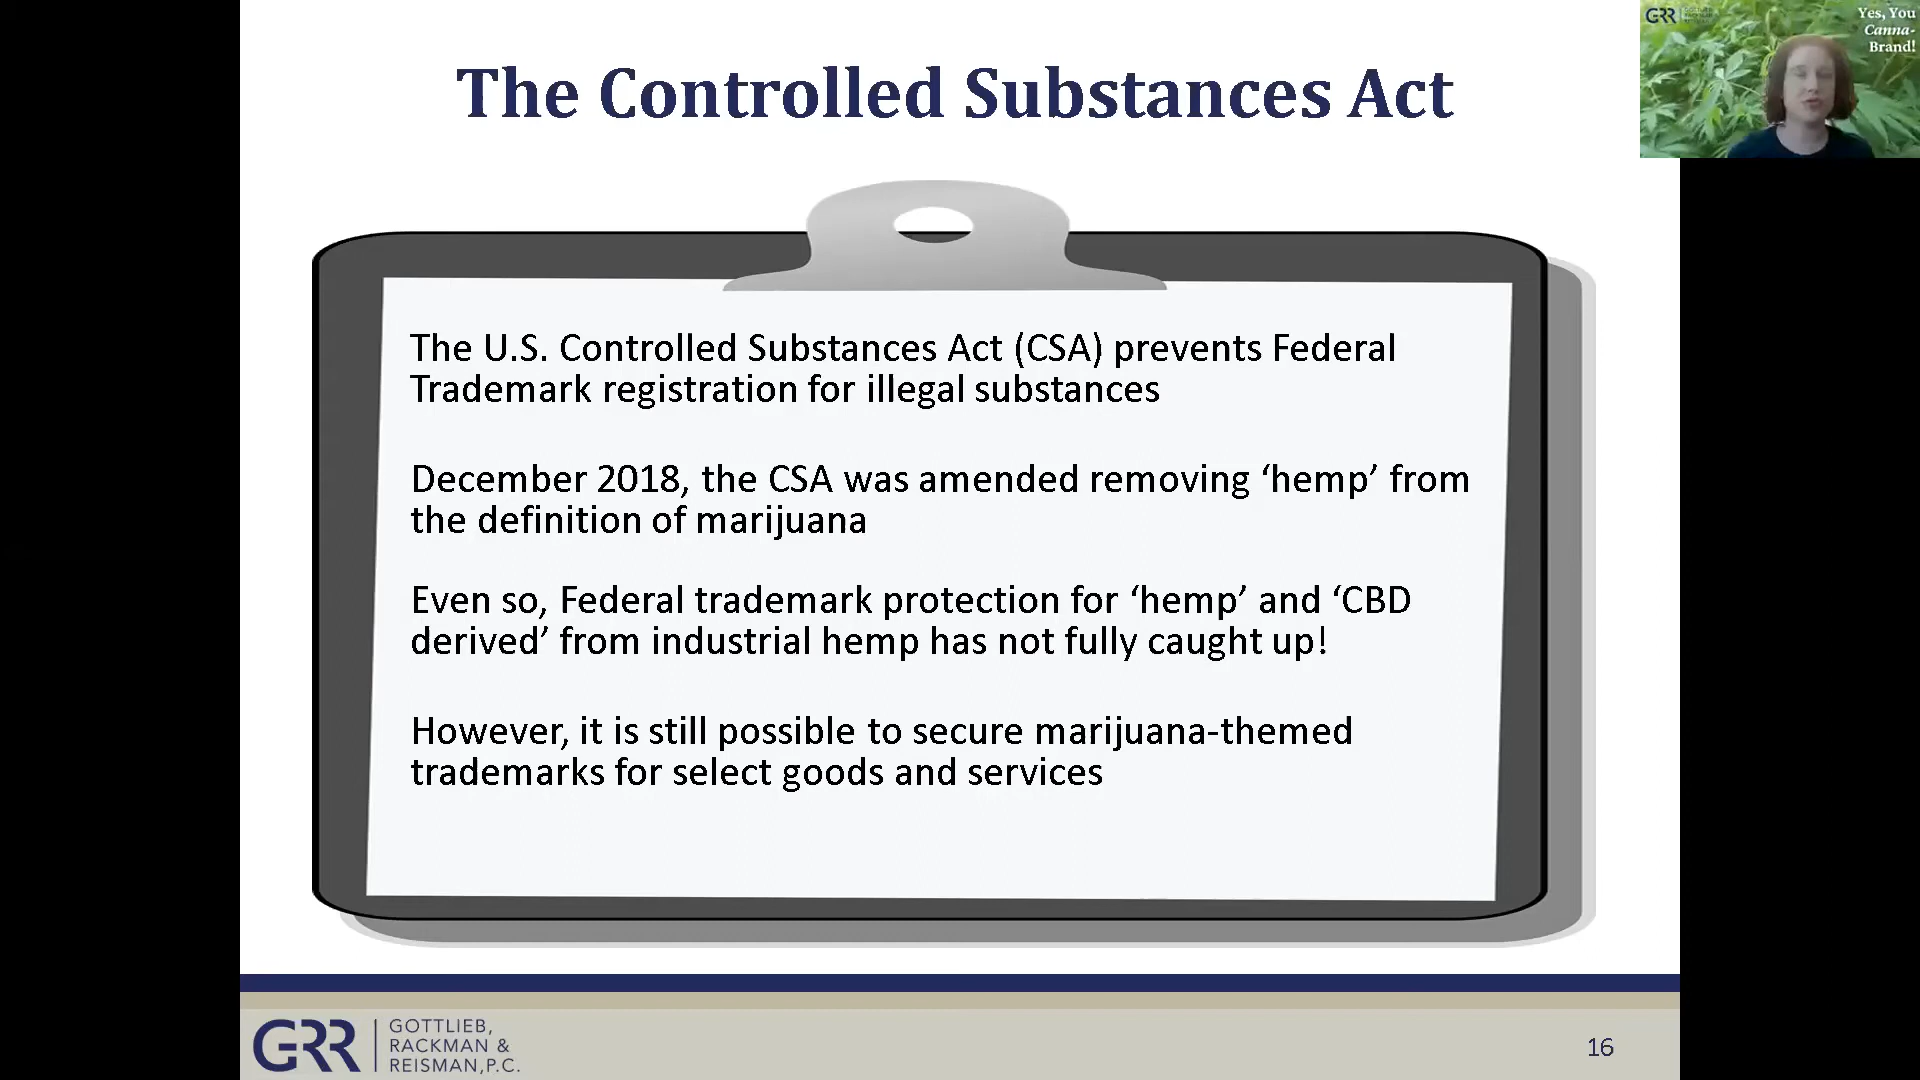 The Controlled Substances Act
GRR
Yes, You
Canna-
Brand!
The U.S. Controlled Substances Act (CSA) prevents Federal
Trademark registration for illegal substances
December 2018, the CSA was amended removing ‘hemp’ from
the definition of marijuana
Even so, Federal trademark protection for ‘hemp’ and ‘CBD
derived’ from industrial hemp has not fully caught up!
However, it is still possible to secure marijuana-themed
trademarks for select goods and services
GRR
GOTTLIEB,
RACKMAN &
REISMAN,P.C.
16